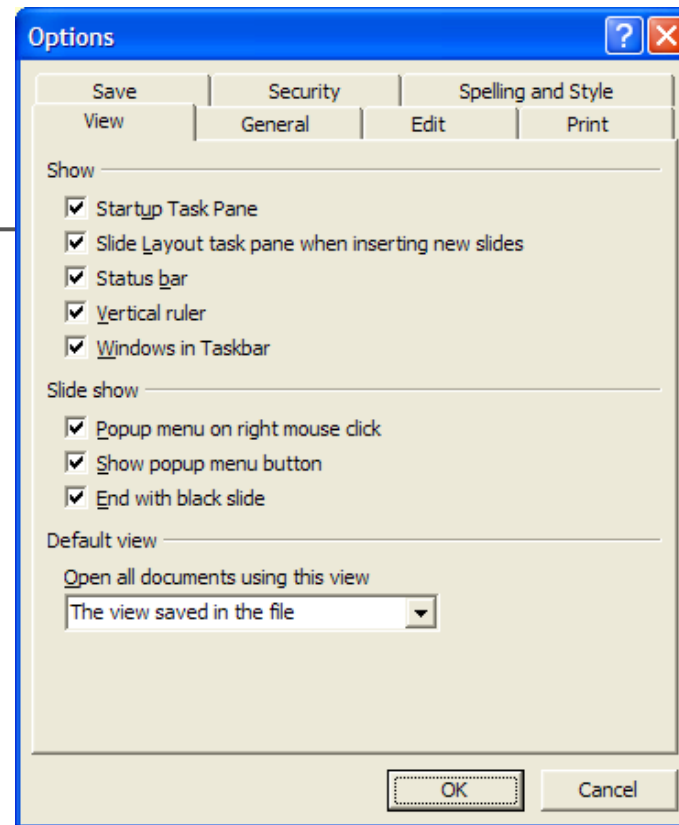 Options
Save Security Spelling and Style
View General Edit Print
Show
Startup Task Pane
Slide Layout task pane when inserting new slides
Status bar
Vertical ruler
Windows in Taskbar
Slide show
Popup menu on right mouse click
Show popup menu button
End with black slide
Default view
Open all documents using this view
The view saved in the file
OK Cancel